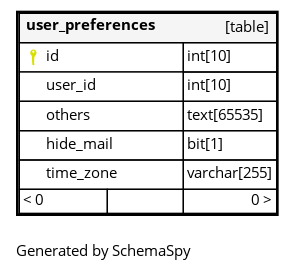 user_preferences [table]
id int[10]
user_id int[10]
others text[65535]
hide_mail bit[1]
time_zone varchar[255]
< 0 0 >
Generated by SchemaSpy